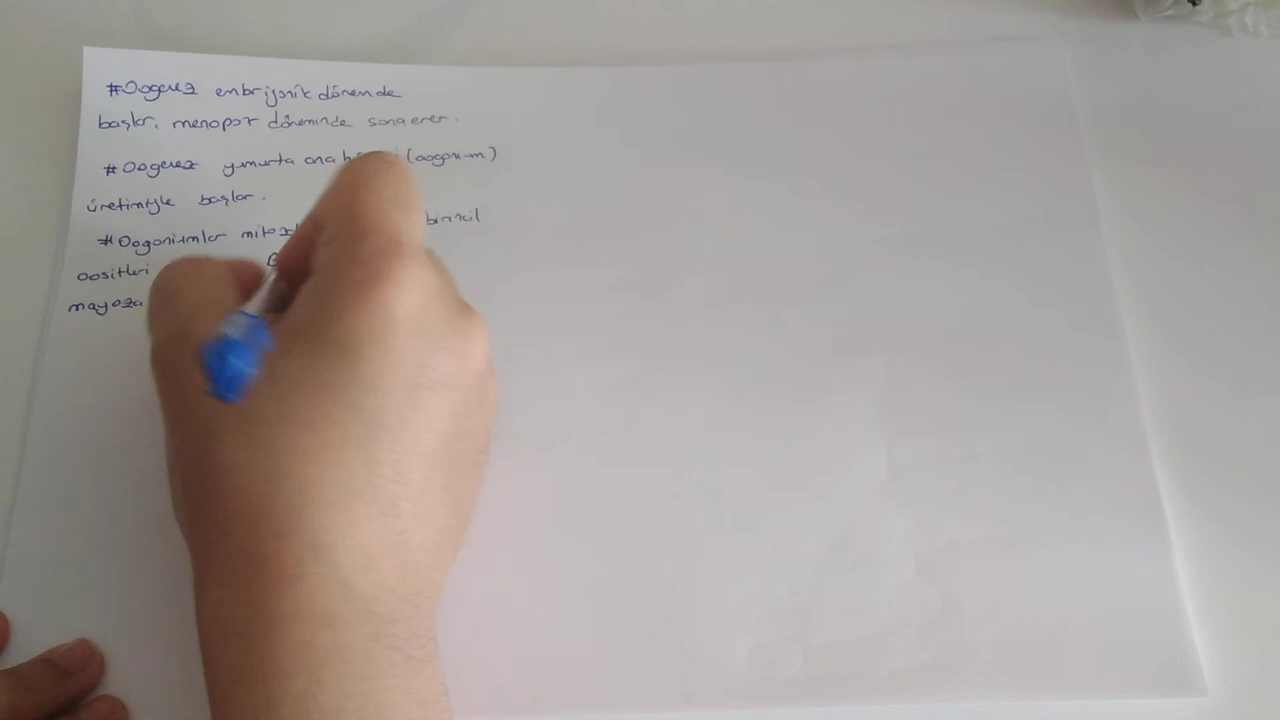 #Oogenez embriyonik dönemde
başlar, menopoz döneminde sona erer.
#Oogenez yumurta ana (oogonium)
üretimiyle başlar.
#Oogoniumlar birincil
oositleri
mayoza